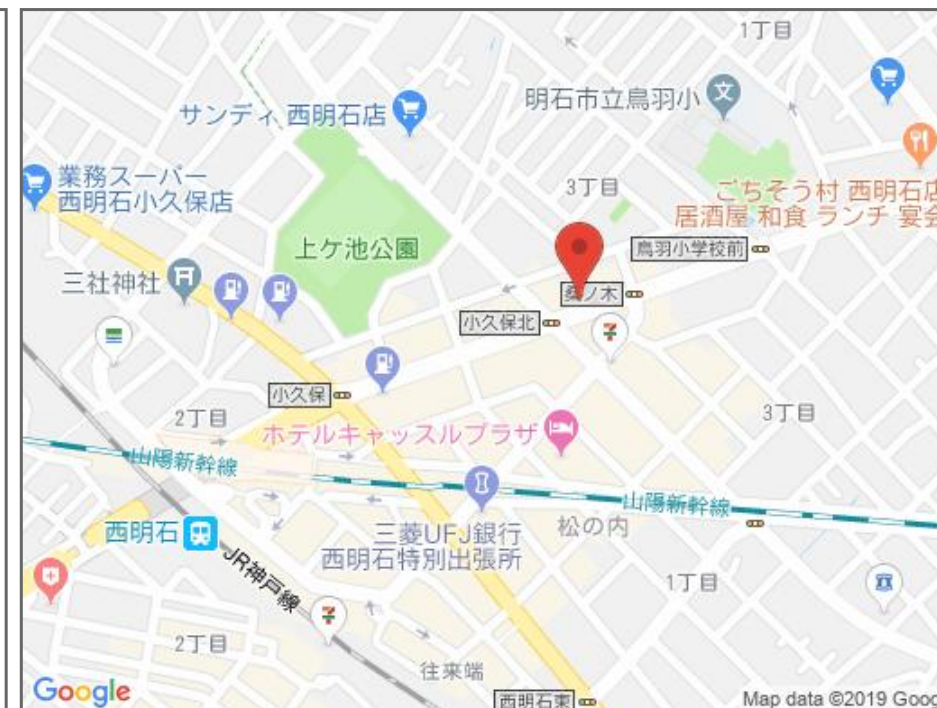 1丁目
サンディ 西明石店
明石市立鳥羽小
文
業務スーパー
西明石小久保店
3丁目
ごちそう村 西明石店
居酒屋 和食 ランチ 宴会
上ケ池公園
鳥羽小学校前
三社神社
桑ノ木
小久保北
7
小久保
2丁目
3丁目
ホテルキャッスルプラザ
山陽新幹線
山陽新幹線
三菱UFJ銀行
西明石特別出張所
松の内
西明石
JR神戸線
1丁目
7
2丁目
往来端
西明石東
Google
Map data ©2019 Goog